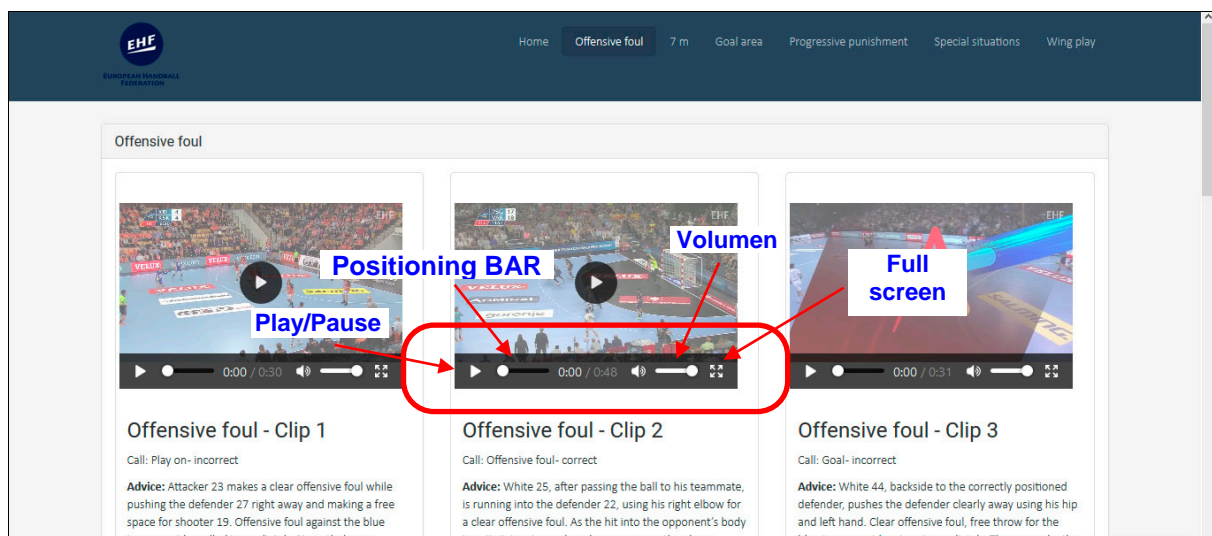 EHF
EUROPEAN HANDBALL
FEDERATION
Home Offensive foul 7 m Goal area Progressive punishment Special situations Wing play
Offensive foul
EHF
EHF
EHF
VELUX
VELUX
gorenje
SALMING
Positioning BAR
Volumen
Full
screen
Play/Pause
0:00 / 0:30
0:00 / 0:48
0:00 / 0:31
Offensive foul - Clip 1
Call: Play on- incorrect
Advice: Attacker 23 makes a clear offensive foul while
pushing the defender 27 right away and making a free
space for shooter 19. Offensive foul against the blue
Offensive foul - Clip 2
Call: Offensive foul- correct
Advice: White 25, after passing the ball to his teammate,
is running into the defender 22, using his right elbow for
a clear offensive foul. As the hit into the opponent's body
Offensive foul - Clip 3
Call: Goal- incorrect
Advice: White 44, backside to the correctly positioned
defender, pushes the defender clearly away using his hip
and left hand. Clear offensive foul, free throw for the